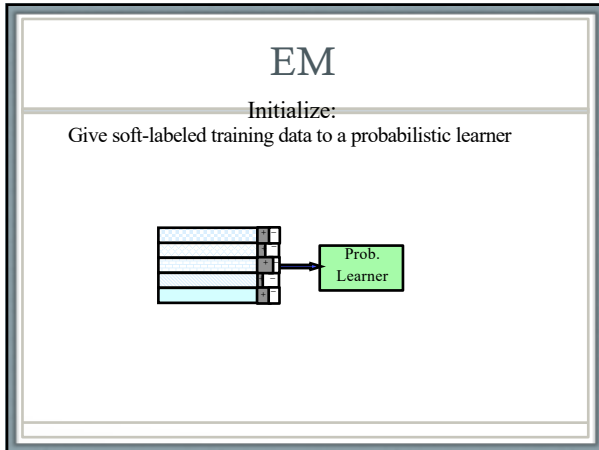 EM
Initialize:
Give soft-labeled training data to a probabilistic learner
+ −
+ −
+ −
+ −
+ −
Prob.
Learner